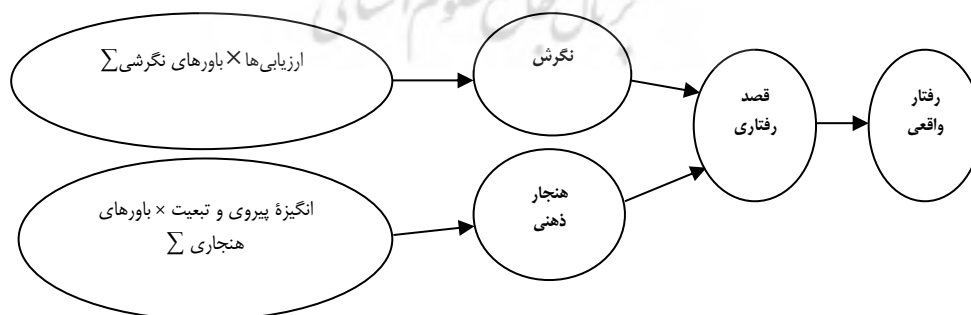 ∑باورهای نگرشی × ارزیابی‌ها
نگرش
قصد
رفتاری
رفتار
واقعی
انگیزهٔ پیروی و تبعیت × باورهای
هنجاری ∑
هنجار
ذهنی